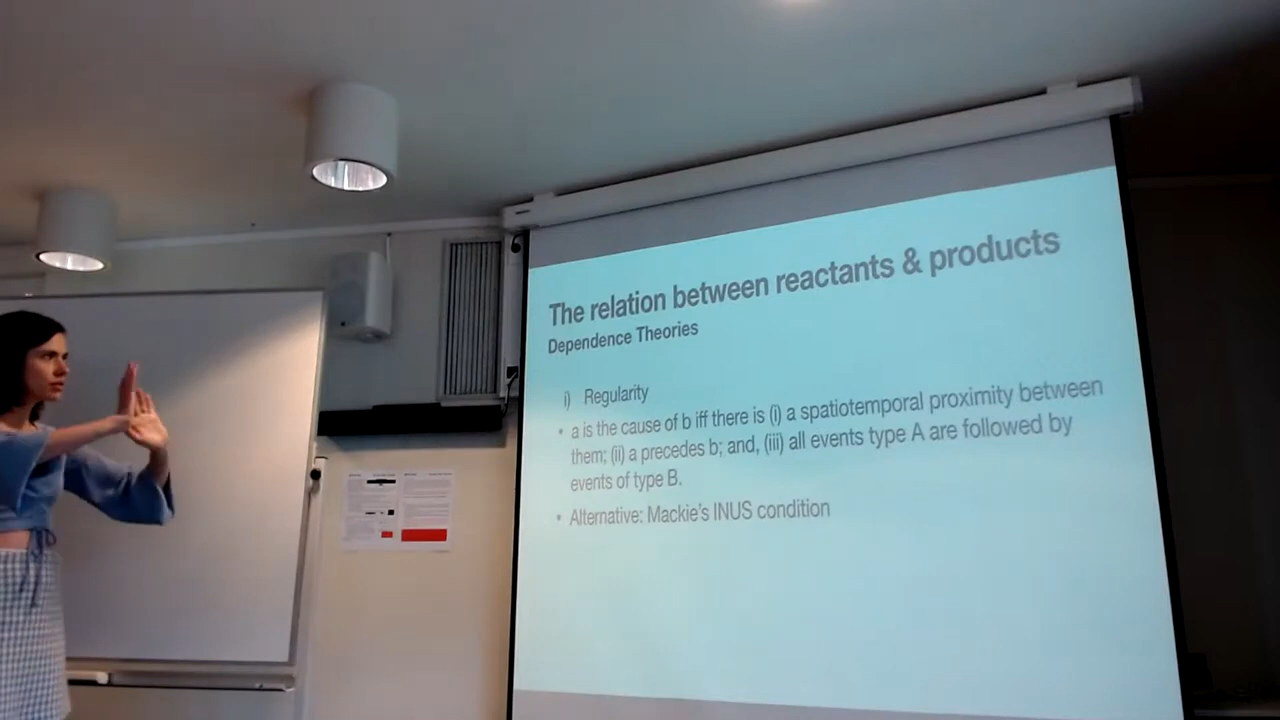 The relation between reactants & products
Dependence Theories
i) Regularity
• a is the cause of b iff there is (i) a spatiotemporal proximity between
them; (ii) a precedes b; and, (iii) all events type A are followed by
events of type B.
• Alternative: Mackie's INUS condition